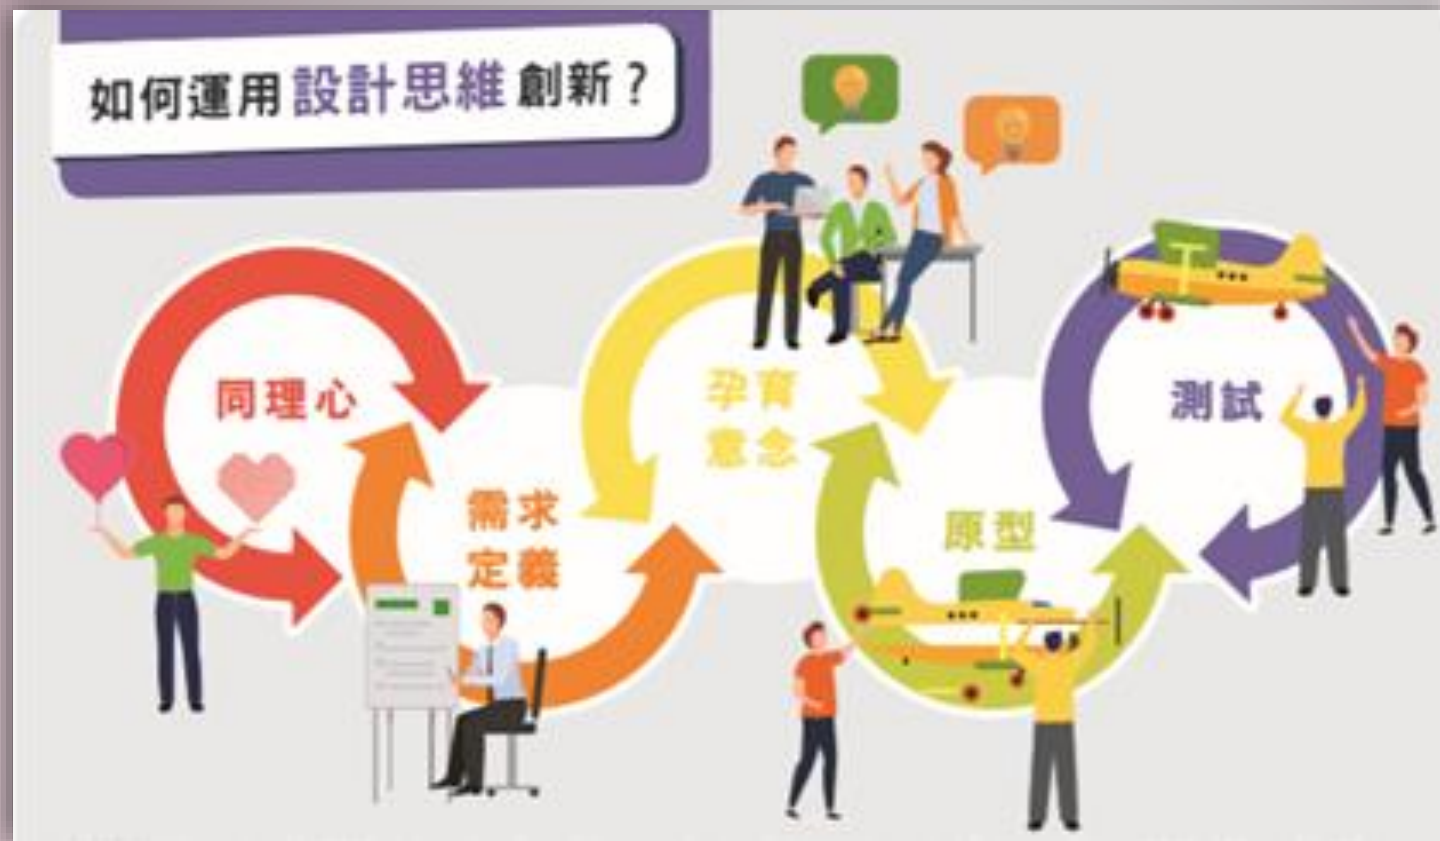 如何運用設計思維創新？
同理心
需求
定義
孕育
意念
原型
測試